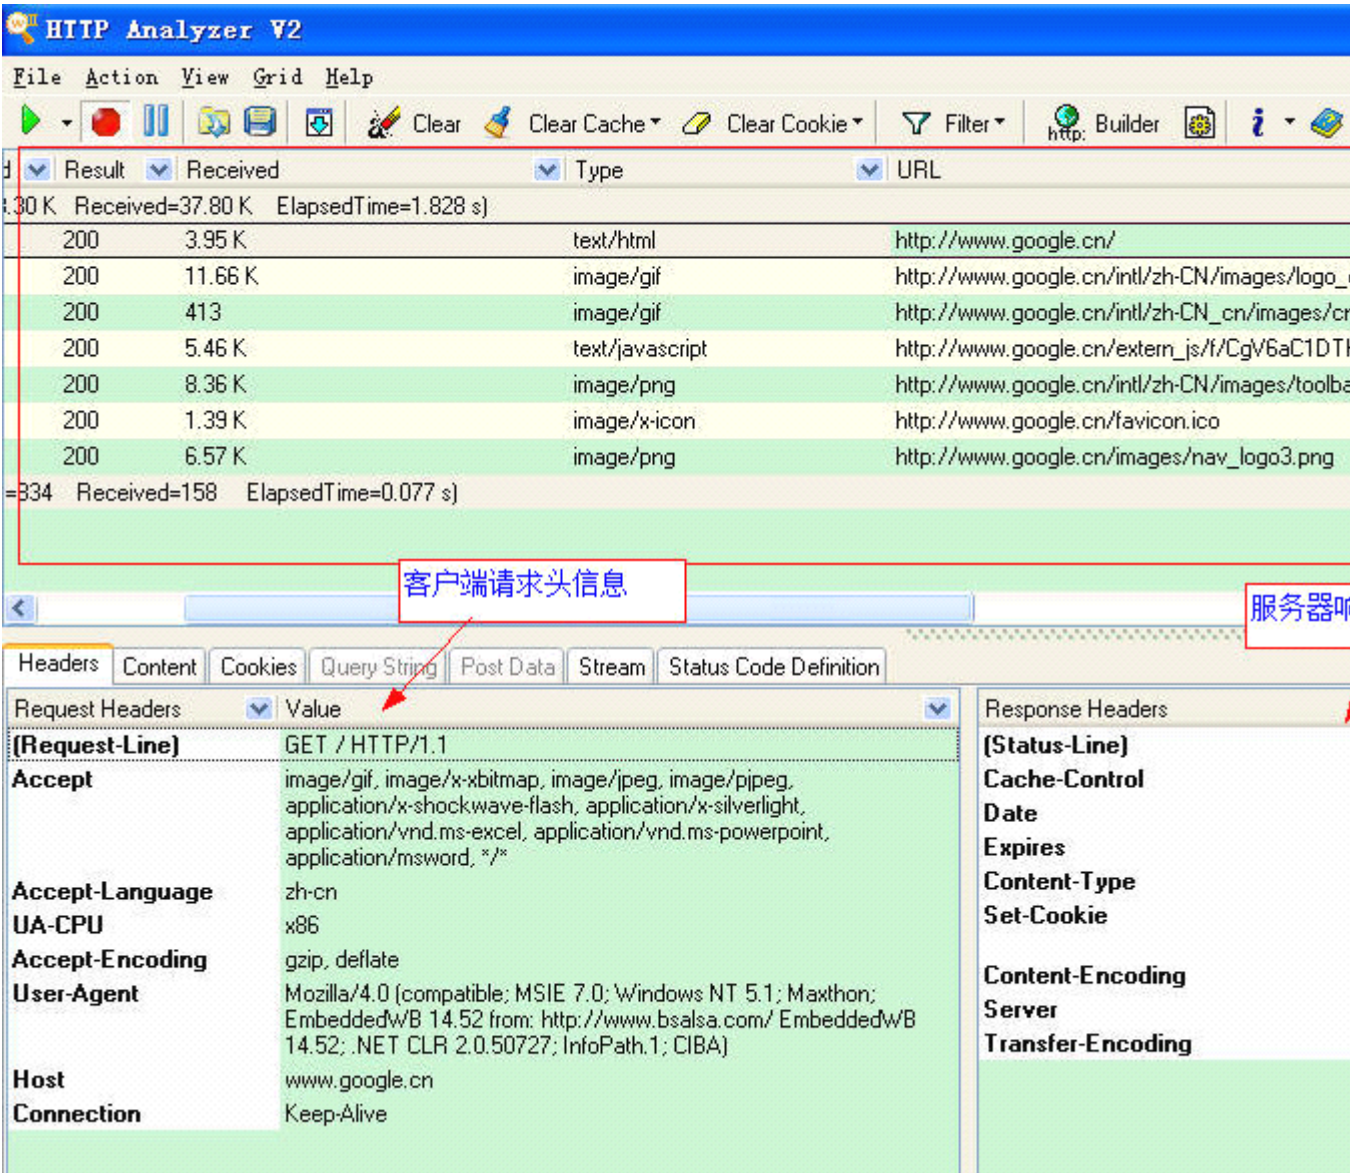 HTTP Analyzer V2
File Action View Grid Help
Clear Clear Cache Clear Cookie Filter http: Builder
Result Received Type URL
.30 K Received=37.80 K ElapsedTime=1.828 s)
200 3.95 K text/html http://www.google.cn/
200 11.66 K image/gif http://www.google.cn/intl/zh-CN/images/logo_
200 413 image/gif http://www.google.cn/intl/zh-CN_cn/images/cr
200 5.46 K text/javascript http://www.google.cn/extern_js/f/CgV6aC1DT
200 8.36 K image/png http://www.google.cn/intl/zh-CN/images/toolba
200 1.39 K image/x-icon http://www.google.cn/favicon.ico
200 6.57 K image/png http://www.google.cn/images/nav_logo3.png
=834 Received=158 ElapsedTime=0.077 s)
客户端请求头信息
服务器响
Headers Content Cookies Query String Post Data Stream Status Code Definition
Request Headers Value Response Headers
(Request-Line) GET / HTTP/1.1
Accept image/gif, image/x-xbitmap, image/jpeg, image/pjpeg,
application/x-shockwave-flash, application/x-silverlight,
application/vnd.ms-excel, application/vnd.ms-powerpoint,
application/msword, */*
Accept-Language zh-cn
UA-CPU x86
Accept-Encoding gzip, deflate
User-Agent Mozilla/4.0 (compatible; MSIE 7.0; Windows NT 5.1; Maxthon;
EmbeddedWB 14.52 from: http://www.bsalsa.com/ EmbeddedWB
14.52; .NET CLR 2.0.50727; InfoPath.1; CIBA)
Host www.google.cn
Connection Keep-Alive
(Status-Line)
Cache-Control
Date
Expires
Content-Type
Set-Cookie
Content-Encoding
Server
Transfer-Encoding